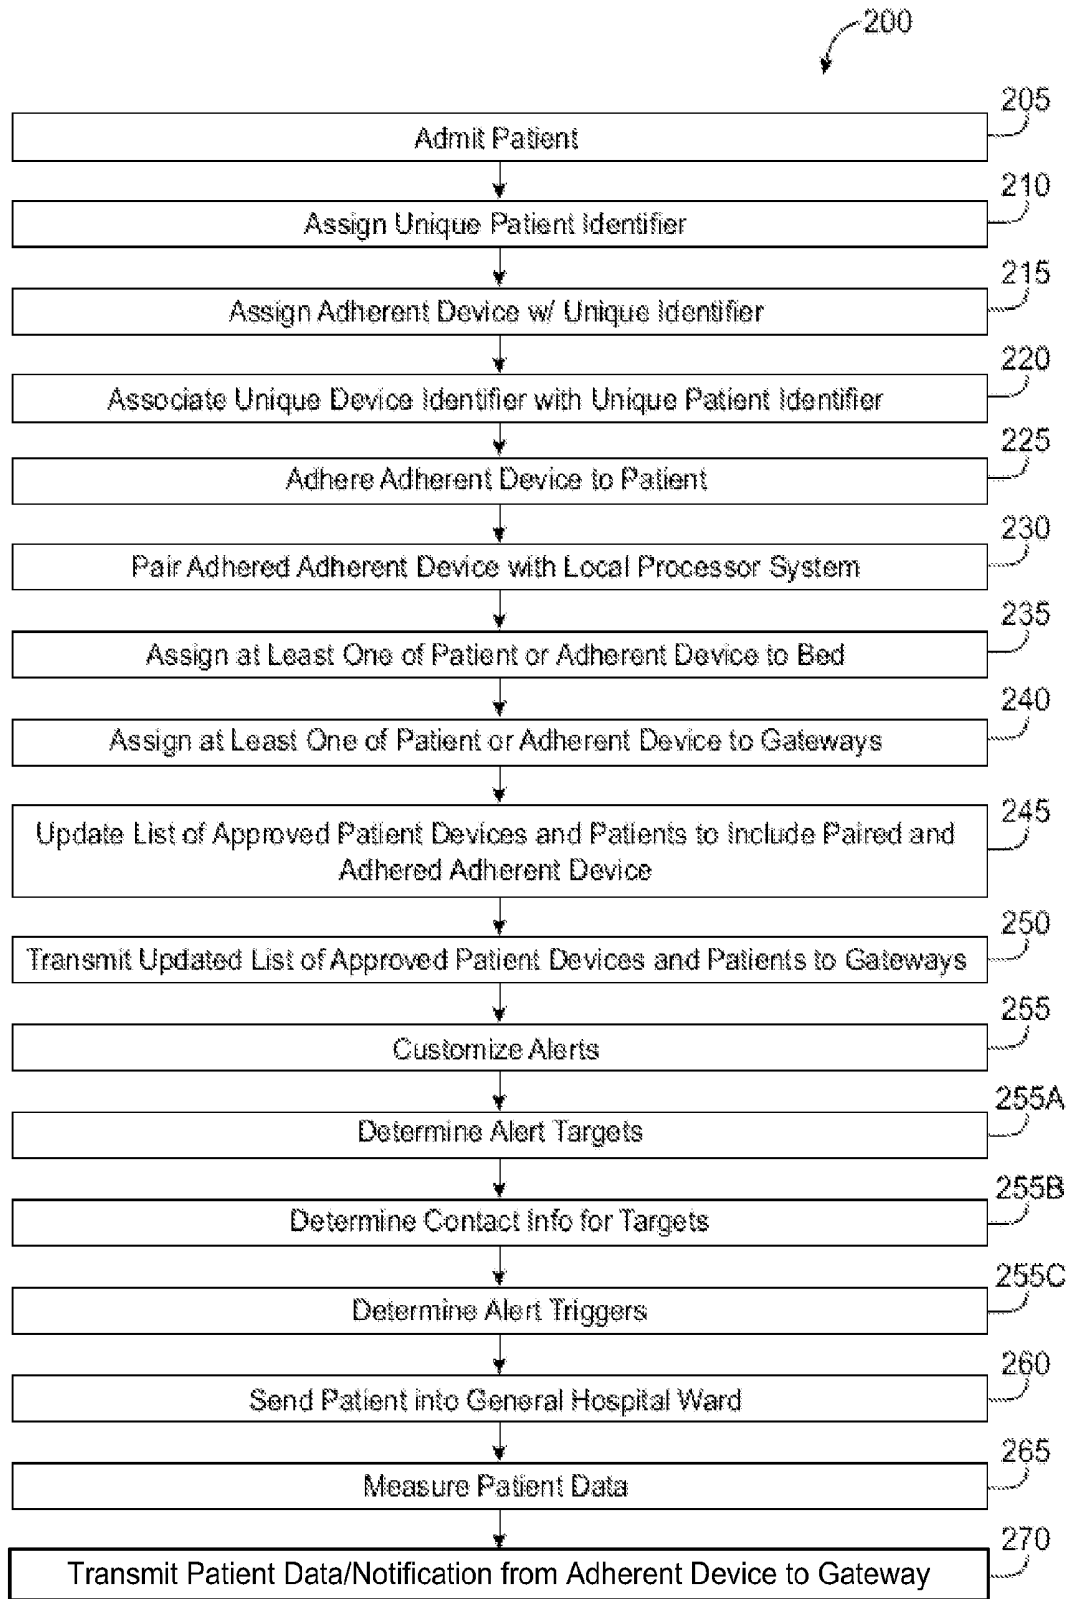 200
205
Admit Patient
210
Assign Unique Patient Identifier
215
Assign Adherent Device w/ Unique Identifier
220
Associate Unique Device Identifier with Unique Patient Identifier
225
Adhere Adherent Device to Patient
230
Pair Adhered Adherent Device with Local Processor System
235
Assign at Least One of Patient or Adherent Device to Bed
240
Assign at Least One of Patient or Adherent Device to Gateways
245
Update List of Approved Patient Devices and Patients to Include Paired and
Adhered Adherent Device
250
Transmit Updated List of Approved Patient Devices and Patients to Gateways
255
Customize Alerts
255A
Determine Alert Targets
255B
Determine Contact Info for Targets
255C
Determine Alert Triggers
260
Send Patient into General Hospital Ward
265
Measure Patient Data
270
Transmit Patient Data/Notification from Adherent Device to Gateway